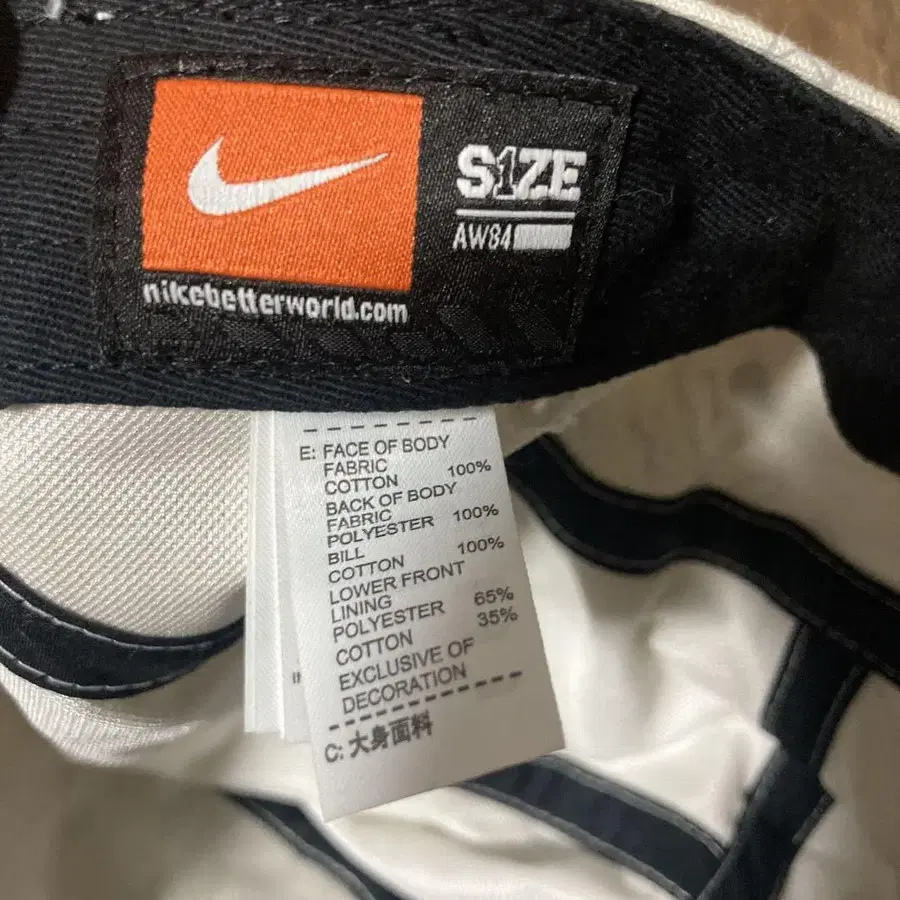 S1ZE
AW84
nikebetterworld.com
E: FACE OF BODY
FABRIC
COTTON 100%
BACK OF BODY
FABRIC
POLYESTER 100%
BILL
COTTON 100%
LOWER FRONT
LINING
POLYESTER 65%
COTTON 35%
EXCLUSIVE OF
DECORATION
C: 大身面料